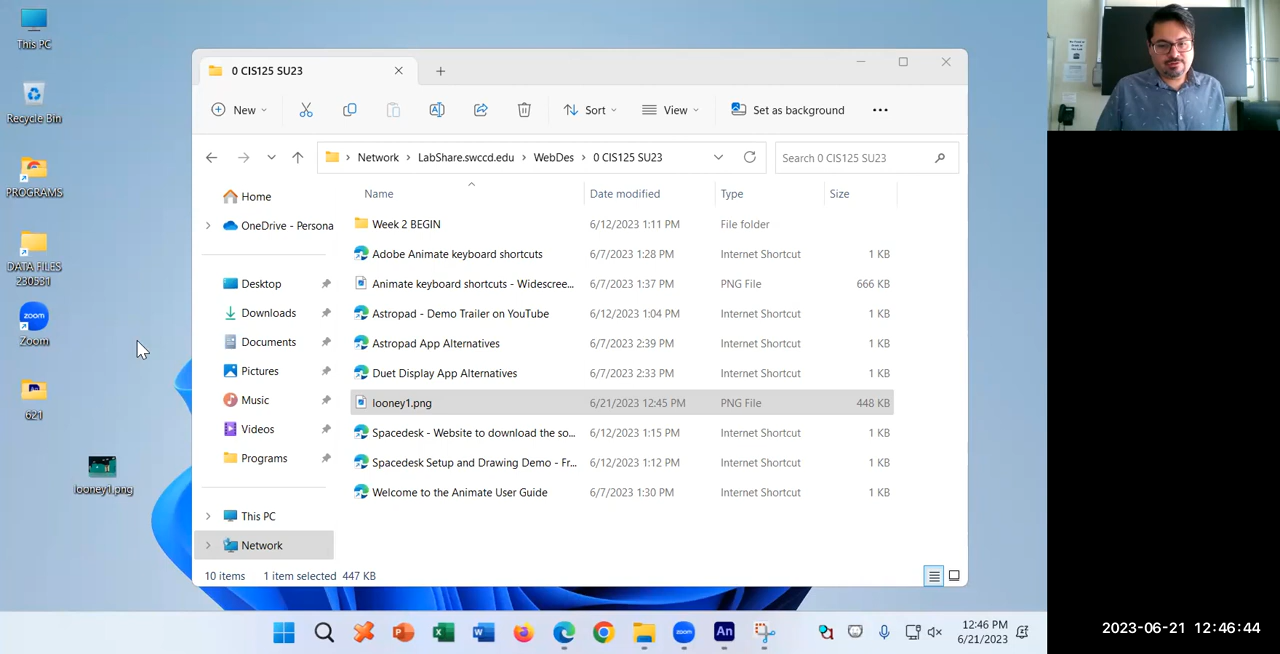 This PC
Recycle Bin
PROGRAMS
DATA FILES
230531
zoom
Zoom
621
looney1.png
0 CIS125 SU23
New
Sort
View
Set as background
Network > LabShare.swccd.edu > WebDes > 0 CIS125 SU23
Search 0 CIS125 SU23
Home
OneDrive - Persona
Desktop
Downloads
Documents
Pictures
Music
Videos
Programs
This PC
Network
Name Date modified Type Size
Week 2 BEGIN 6/12/2023 1:11 PM File folder
Adobe Animate keyboard shortcuts 6/7/2023 1:28 PM Internet Shortcut 1 KB
Animate keyboard shortcuts - Widescree... 6/7/2023 1:37 PM PNG File 666 KB
Astropad - Demo Trailer on YouTube 6/12/2023 1:04 PM Internet Shortcut 1 KB
Astropad App Alternatives 6/7/2023 2:39 PM Internet Shortcut 1 KB
Duet Display App Alternatives 6/7/2023 2:33 PM Internet Shortcut 1 KB
looney1.png 6/21/2023 12:45 PM PNG File 448 KB
Spacedesk - Website to download the so... 6/12/2023 1:15 PM Internet Shortcut 1 KB
Spacedesk Setup and Drawing Demo - Fr... 6/12/2023 1:12 PM Internet Shortcut 1 KB
Welcome to the Animate User Guide 6/7/2023 1:30 PM Internet Shortcut 1 KB
10 items 1 item selected 447 KB
zoom
An
12:46 PM
6/21/2023
2023-06-21 12:46:44